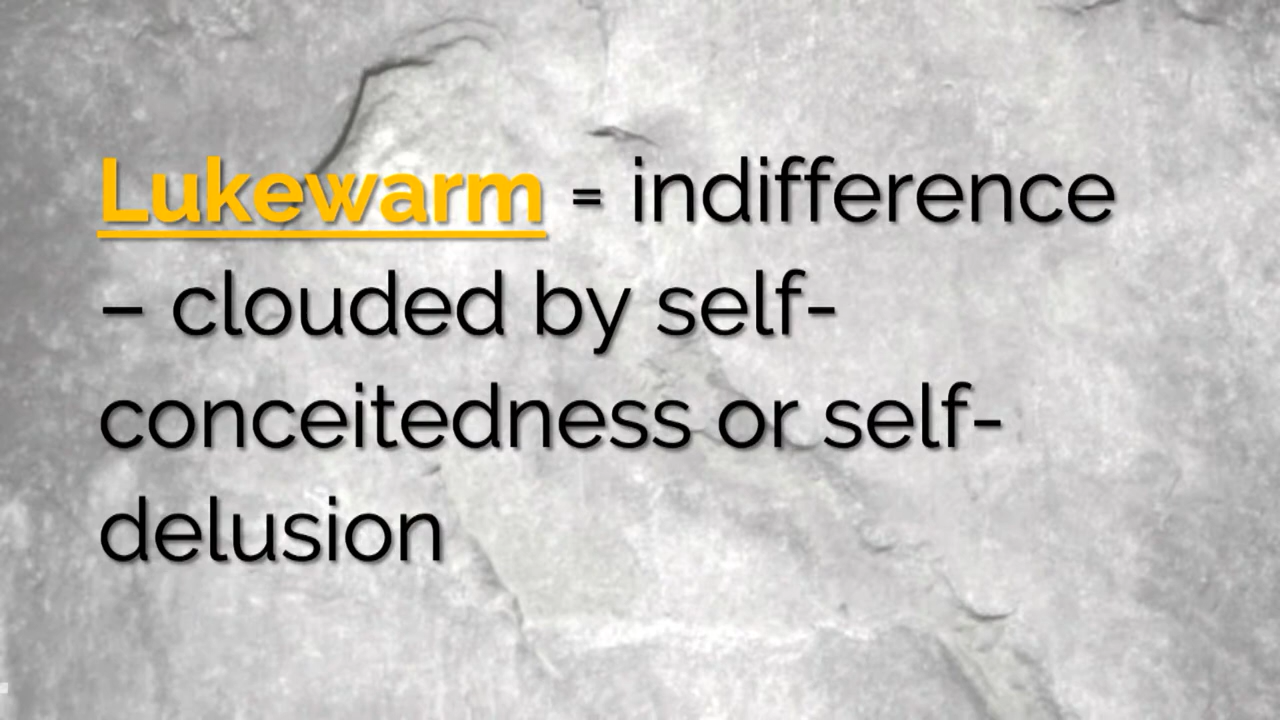 Lukewarm = indifference
– clouded by self-
conceitedness or self-
delusion